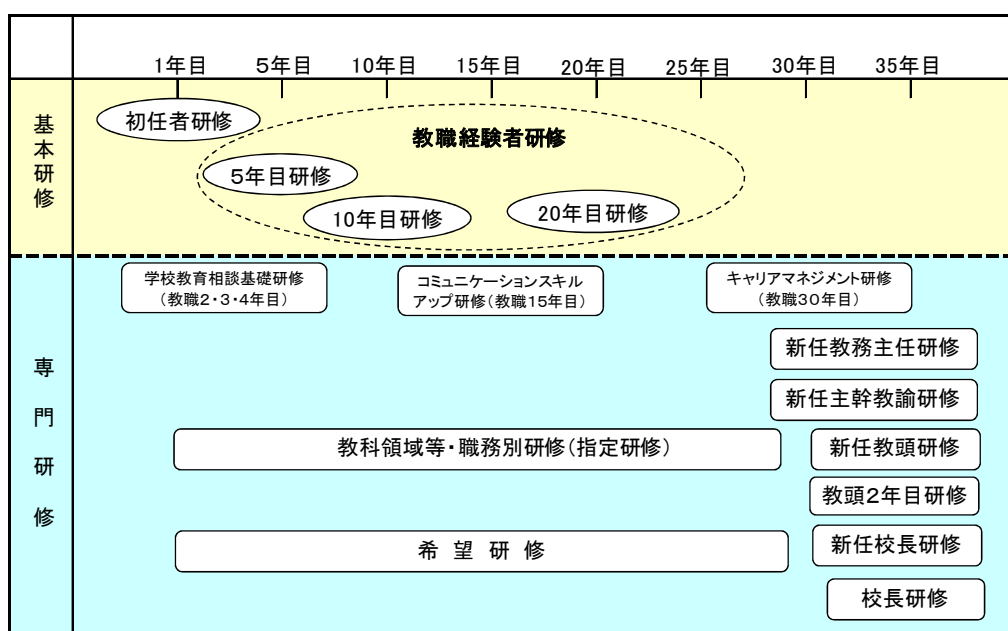 1年目 5年目 10年目 15年目 20年目 25年目 30年目 35年目
基本研修
初任者研修
教職経験者研修
5年目研修
10年目研修
20年目研修
専門研修
学校教育相談基礎研修
(教職2・3・4年目)
コミュニケーションスキル
アップ研修(教職15年目)
キャリアマネジメント研修
(教職30年目)
新任教務主任研修
新任主幹教諭研修
教科領域等・職務別研修(指定研修)
新任教頭研修
教頭2年目研修
希望研修
新任校長研修
校長研修